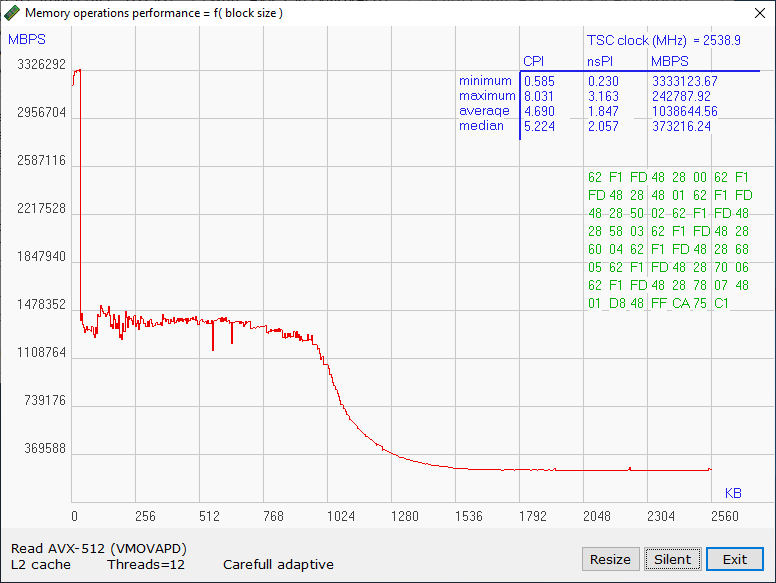 Memory operations performance = f( block size )
MBPS
TSC clock (MHz) = 2538.9
CPI nsPI MBPS
minimum 0.585 0.230 3333123.67
maximum 8.031 3.163 242787.92
average 4.690 1.847 1038644.56
median 5.224 2.057 373216.24
62 F1 FD 48 28 00 62 F1
FD 48 28 48 01 62 F1 FD
48 28 50 02 62 F1 FD 48
28 58 03 62 F1 FD 48 28
60 04 62 F1 FD 48 28 68
05 62 F1 FD 48 28 70 06
62 F1 FD 48 28 78 07 48
01 D8 48 FF CA 75 C1
3326292
2956704
2587116
2217528
1847940
1478352
1108764
739176
369588
KB
0 256 512 768 1024 1280 1536 1792 2048 2304 2560
Read AVX-512 (VMOVAPD)
L2 cache Threads=12 Carefull adaptive
Resize Silent Exit